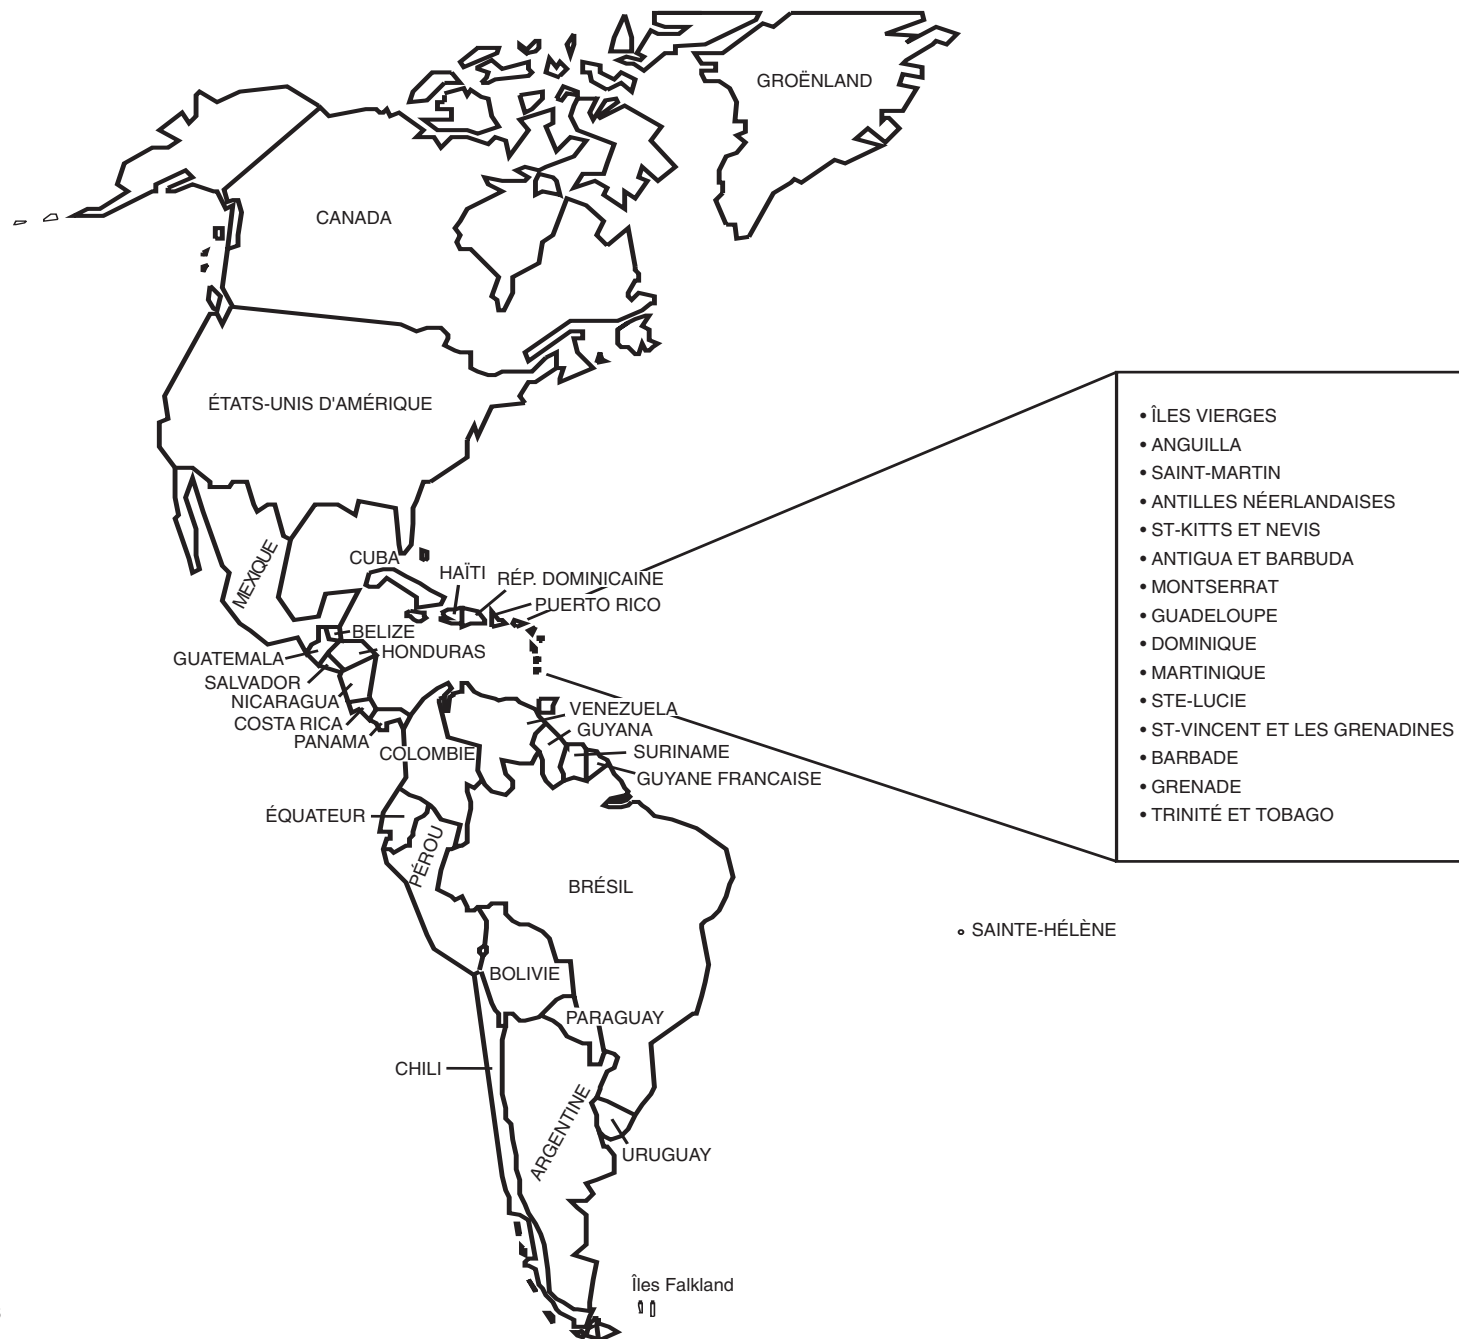 GROËNLAND
CANADA
ÉTATS-UNIS D'AMÉRIQUE
MEXIQUE
CUBA
HAÏTI
RÉP. DOMINICAINE
PUERTO RICO
BELIZE
HONDURAS
GUATEMALA
SALVADOR
NICARAGUA
COSTA RICA
PANAMA
VENEZUELA
GUYANA
COLOMBIE
SURINAME
GUYANE FRANCAISE
ÉQUATEUR
PÉROU
BRÉSIL
BOLIVIE
PARAGUAY
CHILI
ARGENTINE
URUGUAY
Îles Falkland
• ÎLES VIERGES
• ANGUILLA
• SAINT-MARTIN
• ANTILLES NÉERLANDAISES
• ST-KITTS ET NEVIS
• ANTIGUA ET BARBUDA
• MONTSERRAT
• GUADELOUPE
• DOMINIQUE
• MARTINIQUE
• STE-LUCIE
• ST-VINCENT ET LES GRENADINES
• BARBADE
• GRENADE
• TRINITÉ ET TOBAGO
SAINTE-HÉLÈNE